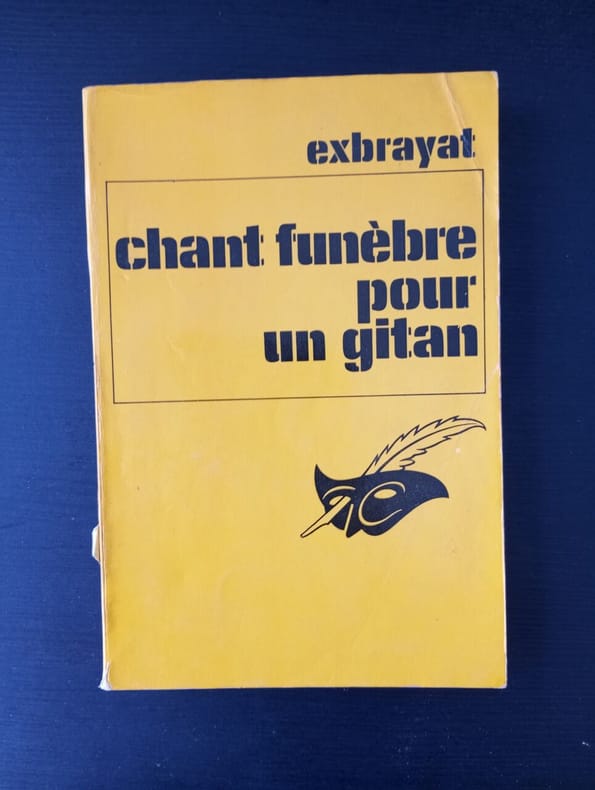 exbrayat
chant funèbre
pour
un gitan